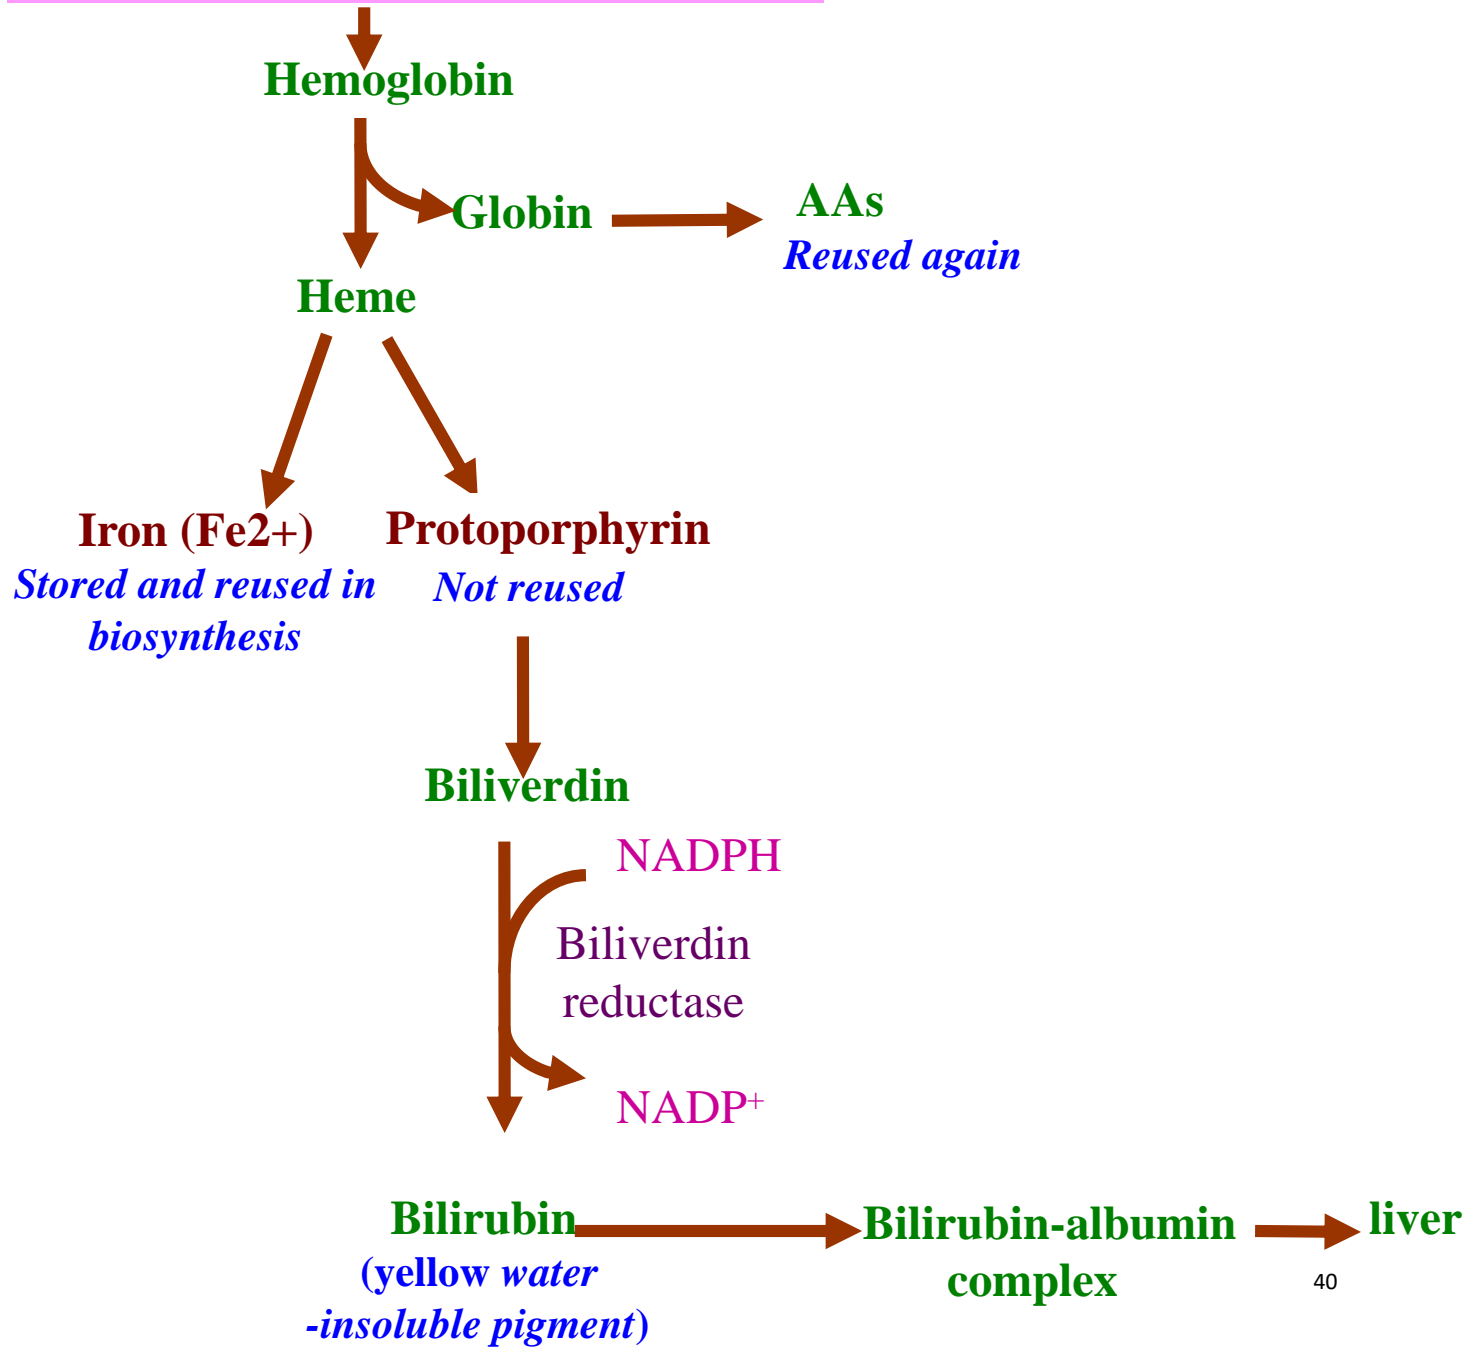 Hemoglobin
Globin
AAs
Reused again
Heme
Iron (Fe2+)
Stored and reused in
biosynthesis
Protoporphyrin
Not reused
Biliverdin
NADPH
Biliverdin
reductase
NADP⁺
Bilirubin
(yellow water
-insoluble pigment)
Bilirubin-albumin
complex
liver
40